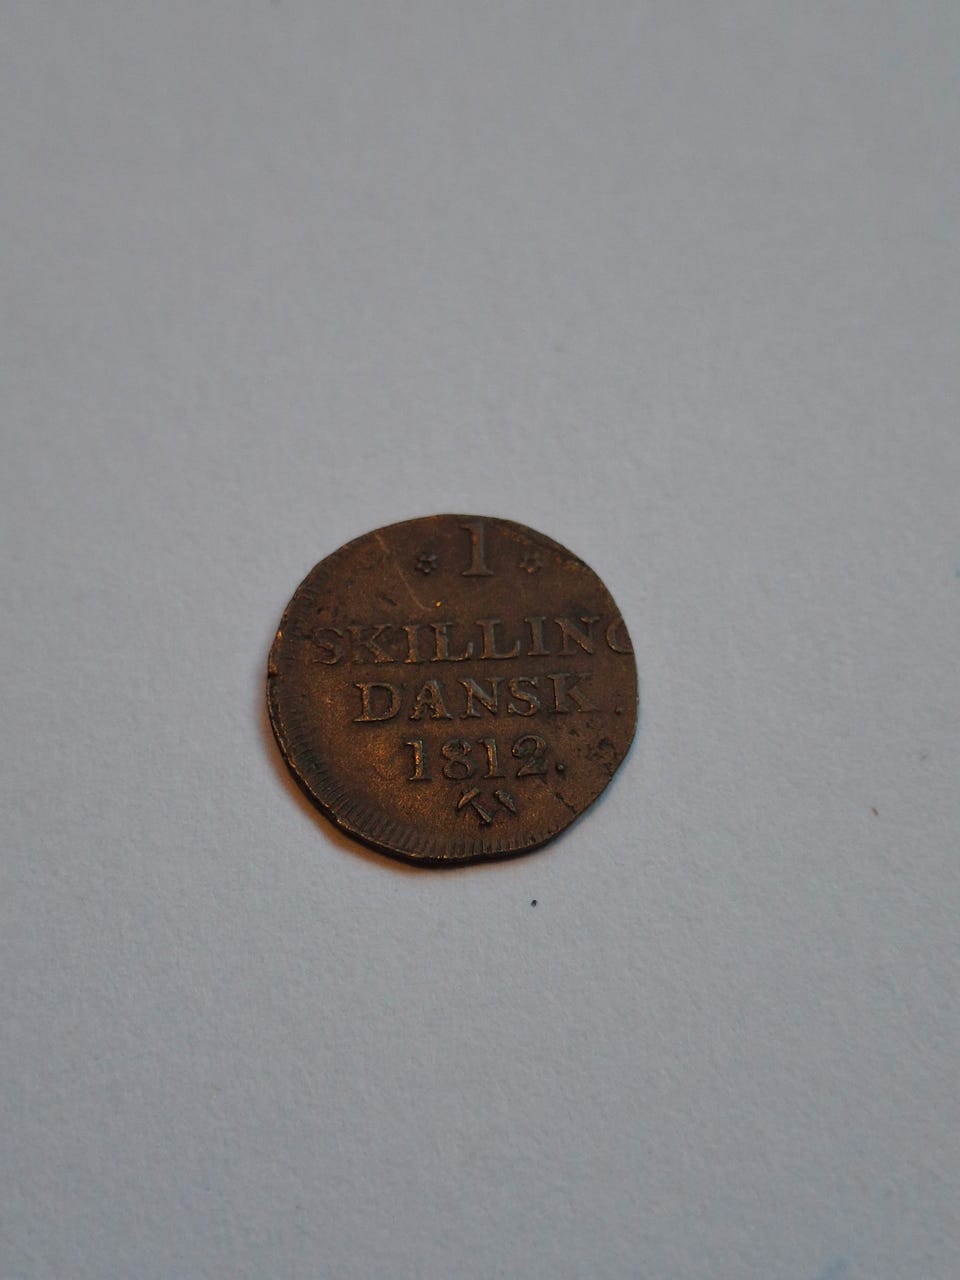 1
SKILLING
DANSK.
1812.